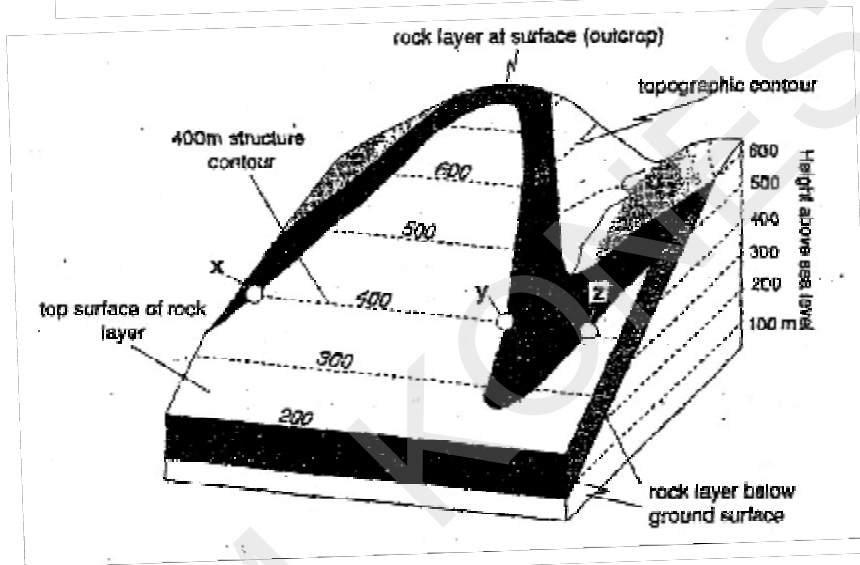 rock layer at surface (outcrop)
N
topographic contour
400m structure
contour
600
500
400
300
200
x
y
z
top surface of rock
layer
600
500
400
300
200
100 m
Height above sea level
rock layer below
ground surface
KONES